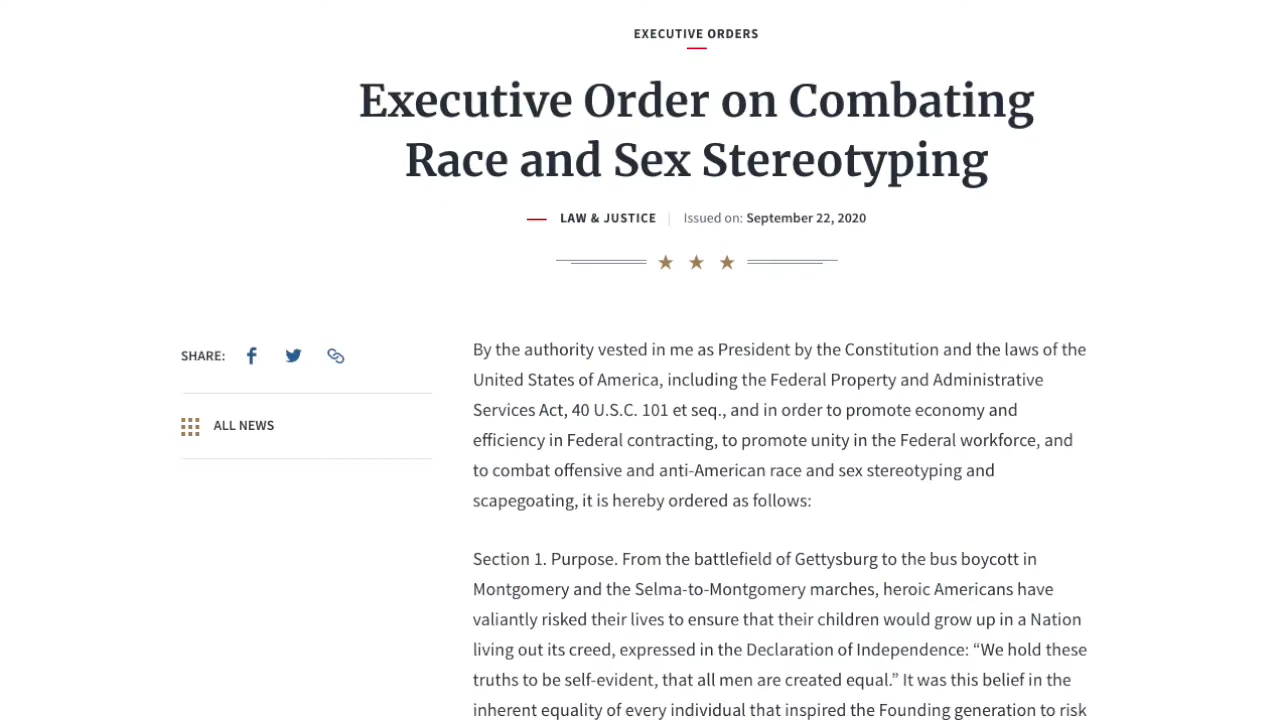 EXECUTIVE ORDERS
Executive Order on Combating
Race and Sex Stereotyping
LAW & JUSTICE Issued on: September 22, 2020
SHARE:
ALL NEWS
By the authority vested in me as President by the Constitution and the laws of the
United States of America, including the Federal Property and Administrative
Services Act, 40 U.S.C. 101 et seq., and in order to promote economy and
efficiency in Federal contracting, to promote unity in the Federal workforce, and
to combat offensive and anti-American race and sex stereotyping and
scapegoating, it is hereby ordered as follows:
Section 1. Purpose. From the battlefield of Gettysburg to the bus boycott in
Montgomery and the Selma-to-Montgomery marches, heroic Americans have
valiantly risked their lives to ensure that their children would grow up in a Nation
living out its creed, expressed in the Declaration of Independence: “We hold these
truths to be self-evident, that all men are created equal.” It was this belief in the
inherent equality of every individual that inspired the Founding generation to risk